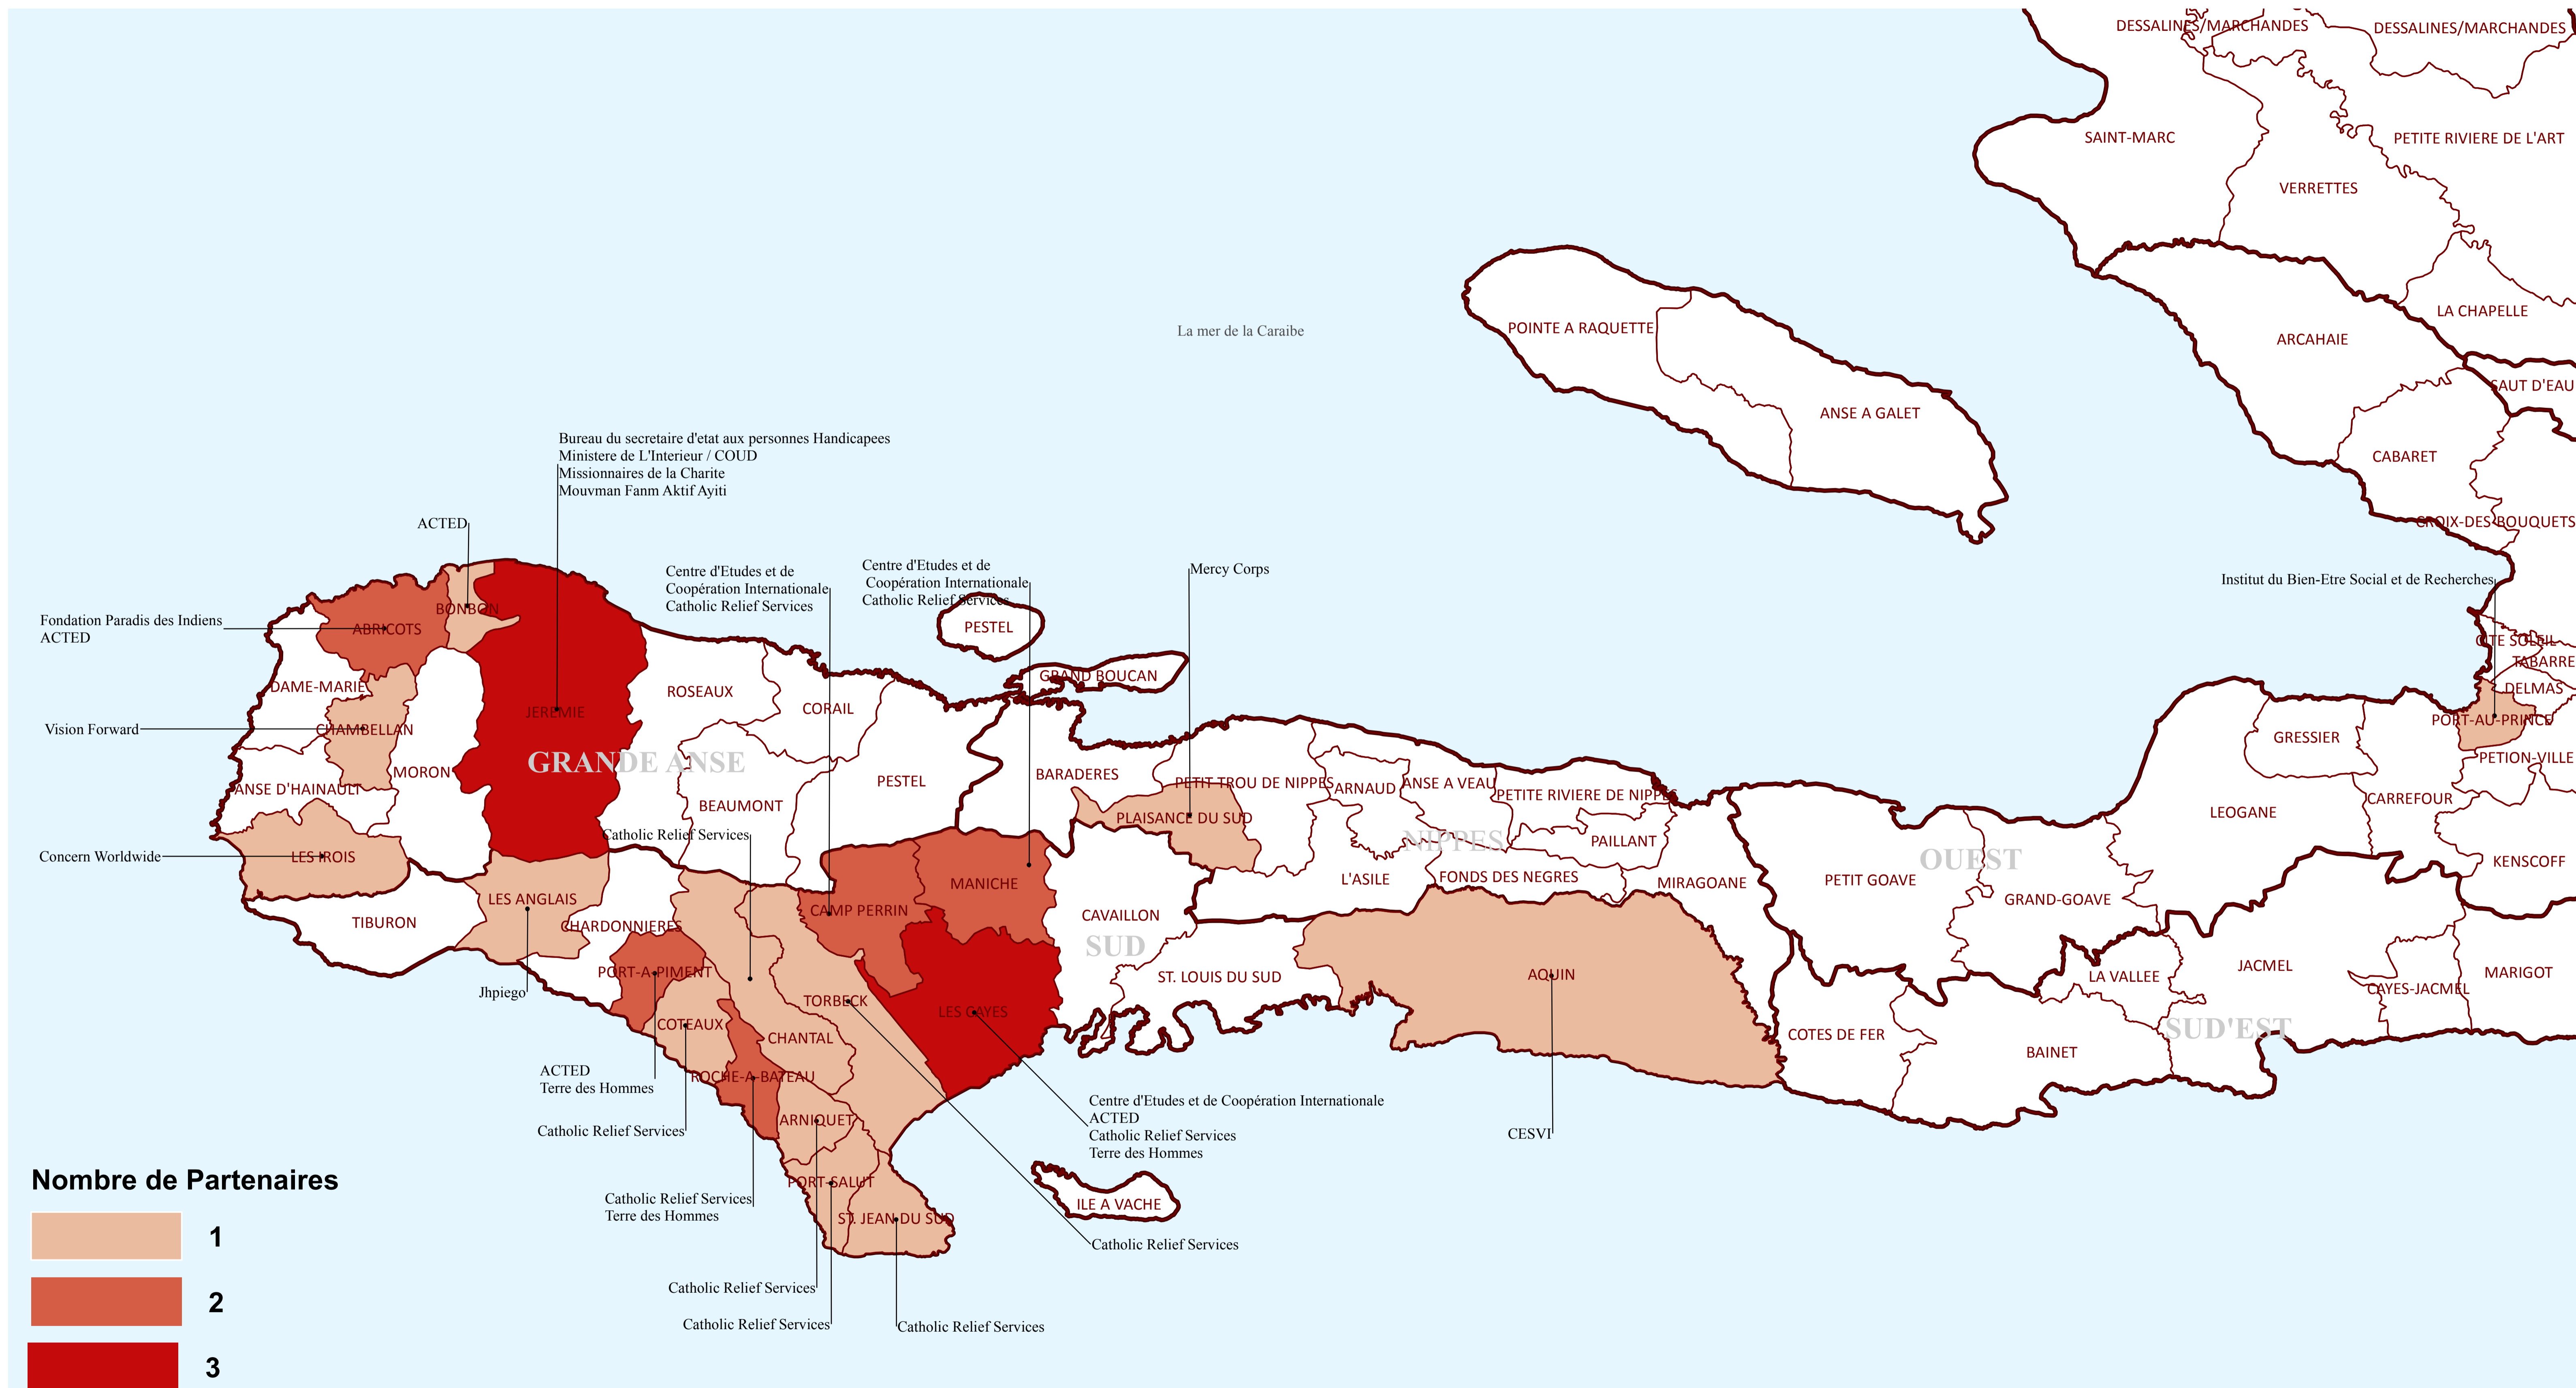 DESSALINES/MARCHANDES
DESSALINES/MARCHANDES
SAINT-MARC
PETITE RIVIERE DE L'ART
VERRETTES
LA CHAPELLE
POINTE A RAQUETTE
La mer de la Caraibe
ARCAHAIE
SAUT D'EAU
ANSE A GALET
CABARET
CROIX-DES-BOUQUETS
Bureau du secretaire d'etat aux personnes Handicapees
Ministere de L'Interieur / COUD
Missionnaires de la Charite
Mouvman Fanm Aktif Ayiti
ACTED
Centre d'Etudes et de
Coopération Internationale
Catholic Relief Services
Centre d'Etudes et de
Coopération Internationale
Catholic Relief Services
Mercy Corps
Institut du Bien-Etre Social et de Recherches
Fondation Paradis des Indiens
ACTED
BONBON
ABRICOTS
PESTEL
CITE SOLEIL
TABARRE
DELMAS
GRAND BOUCAN
DAME-MARIE
ROSEAUX
CORAIL
JEREMIE
PORT-AU-PRINCE
Vision Forward
CHAMBELLAN
GRESSIER
PETION-VILLE
GRANDE ANSE
MORON
BARADERES
PESTEL
PETIT TROU DE NIPPES
ARNAUD
ANSE A VEAU
PETITE RIVIERE DE NIPPES
ANSE D'HAINAULT
BEAUMONT
CARREFOUR
LEOGANE
PLAISANCE DU SUD
Catholic Relief Services
NIPPES
PAILLANT
Concern Worldwide
LES IROIS
OUEST
KENSCOFF
MANICHE
L'ASILE
FONDS DES NEGRES
MIRAGOANE
PETIT GOAVE
LES ANGLAIS
GRAND-GOAVE
CAMP PERRIN
CAVAILLON
TIBURON
CHARDONNIERES
SUD
PORT-A-PIMENT
ST. LOUIS DU SUD
AQUIN
LA VALLEE
JACMEL
MARIGOT
CAYES-JACMEL
Jhpiego
TORBECK
LES CAYES
COTEAUX
CHANTAL
SUD'EST
COTES DE FER
BAINET
ACTED
Terre des Hommes
ROCHE-A-BATEAU
Centre d'Etudes et de Coopération Internationale
ACTED
Catholic Relief Services
Terre des Hommes
ARNIQUET
Catholic Relief Services
CESVI
PORT-SALUT
Catholic Relief Services
Terre des Hommes
ILE A VACHE
ST. JEAN DU SUD
Catholic Relief Services
Catholic Relief Services
Catholic Relief Services
Catholic Relief Services
Nombre de Partenaires
1
2
3